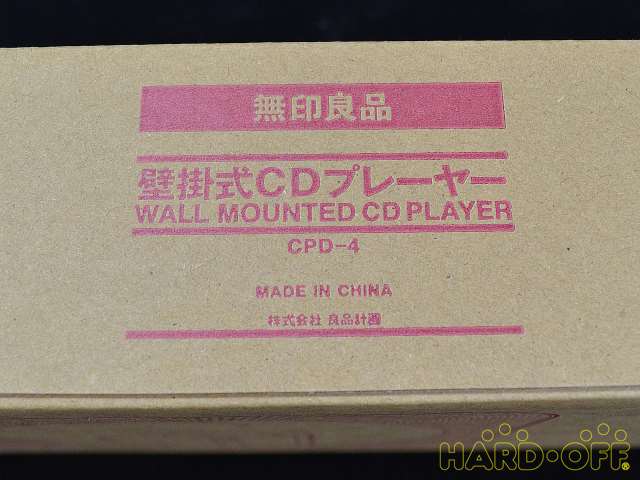 無印良品
壁掛式CDプレーヤー
WALL MOUNTED CD PLAYER
CPD-4
MADE IN CHINA
株式会社 良品計画
HARD-OFF